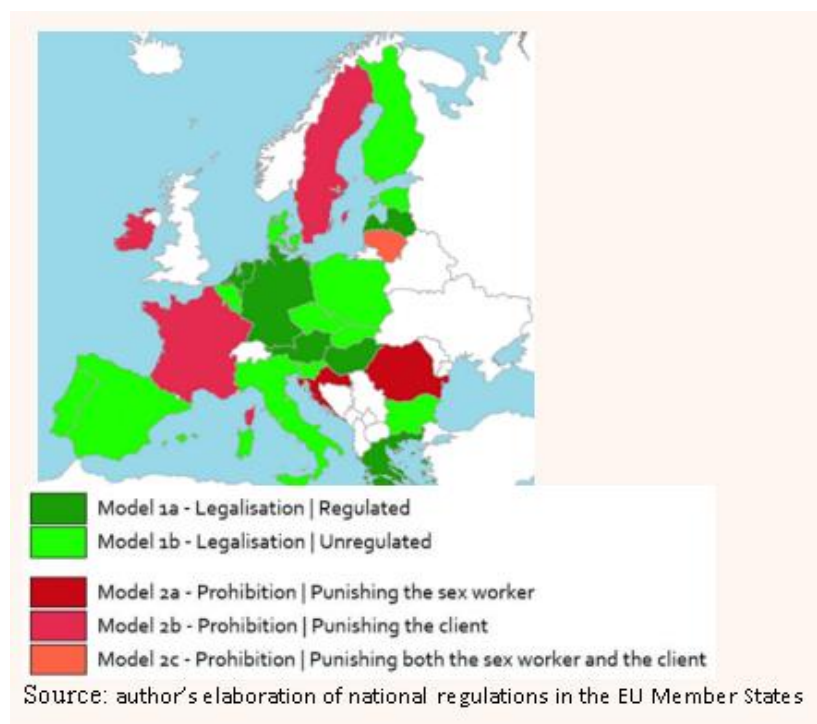 Model 1a - Legalisation | Regulated
Model 1b - Legalisation | Unregulated
Model 2a - Prohibition | Punishing the sex worker
Model 2b - Prohibition | Punishing the client
Model 2c - Prohibition | Punishing both the sex worker and the client
Source: author's elaboration of national regulations in the EU Member States